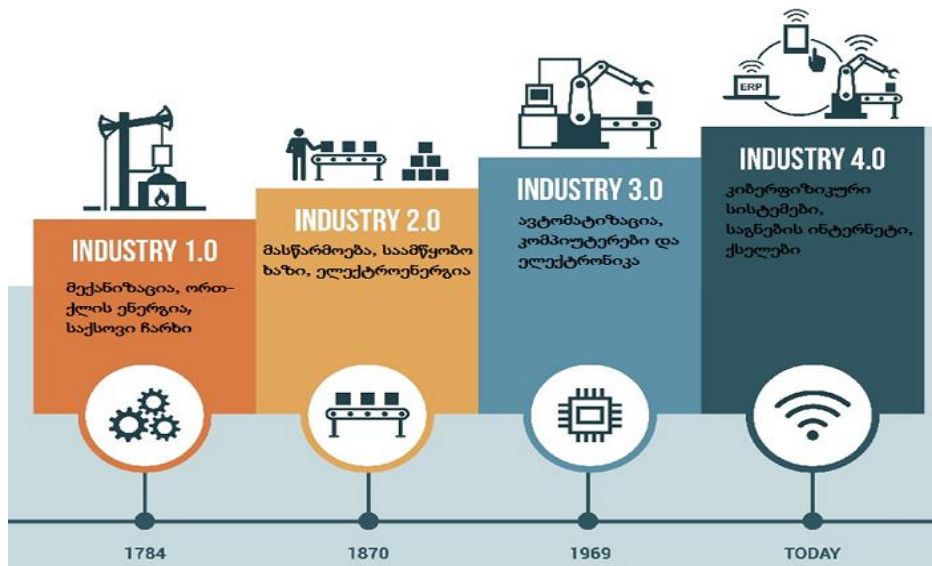 ERP
INDUSTRY 1.0
მექანიზაცია, ორთ-
ქლის ენერგია,
საქსოვი ჩარხი
INDUSTRY 2.0
მასწარმოება, საამწყობო
ხაზი, ელექტროენერგია
INDUSTRY 3.0
ავტომატიზაცია,
კომპიუტერები და
ელექტრონიკა
INDUSTRY 4.0
კიბერფიზიკური
სისტემები,
საგნების ინტერნეტი,
ქსელები
1784
1870
1969
TODAY